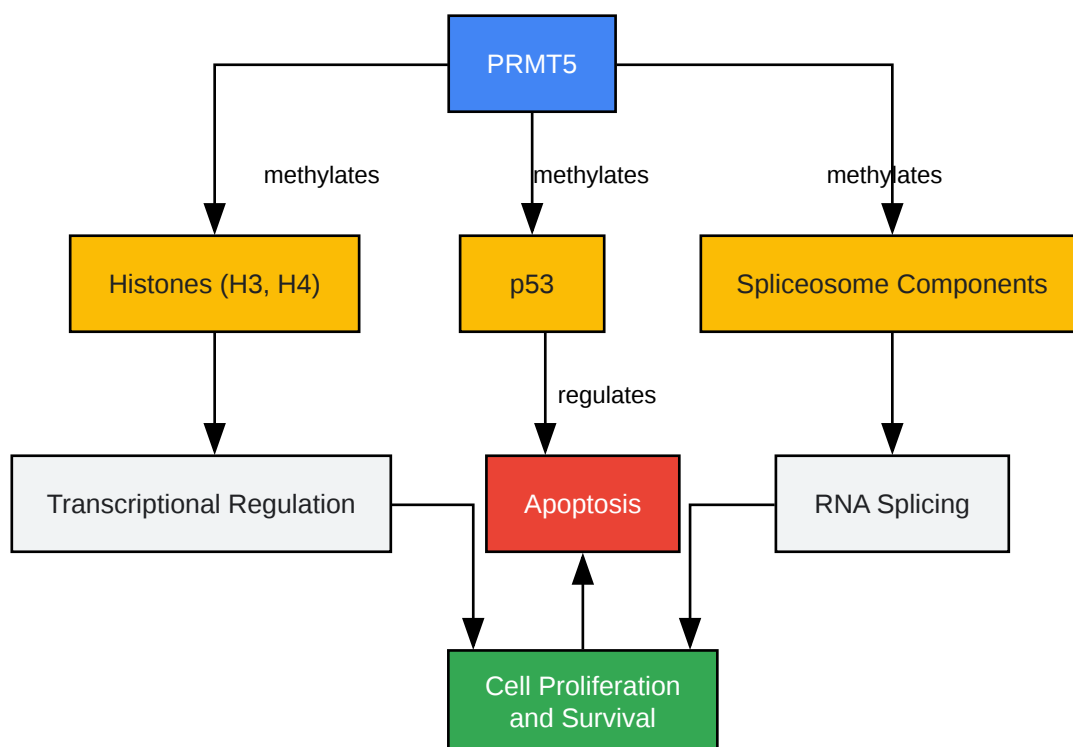 PRMT5
methylates
methylates
methylates
Histones (H3, H4)
p53
Spliceosome Components
regulates
Transcriptional Regulation
Apoptosis
RNA Splicing
Cell Proliferation
and Survival